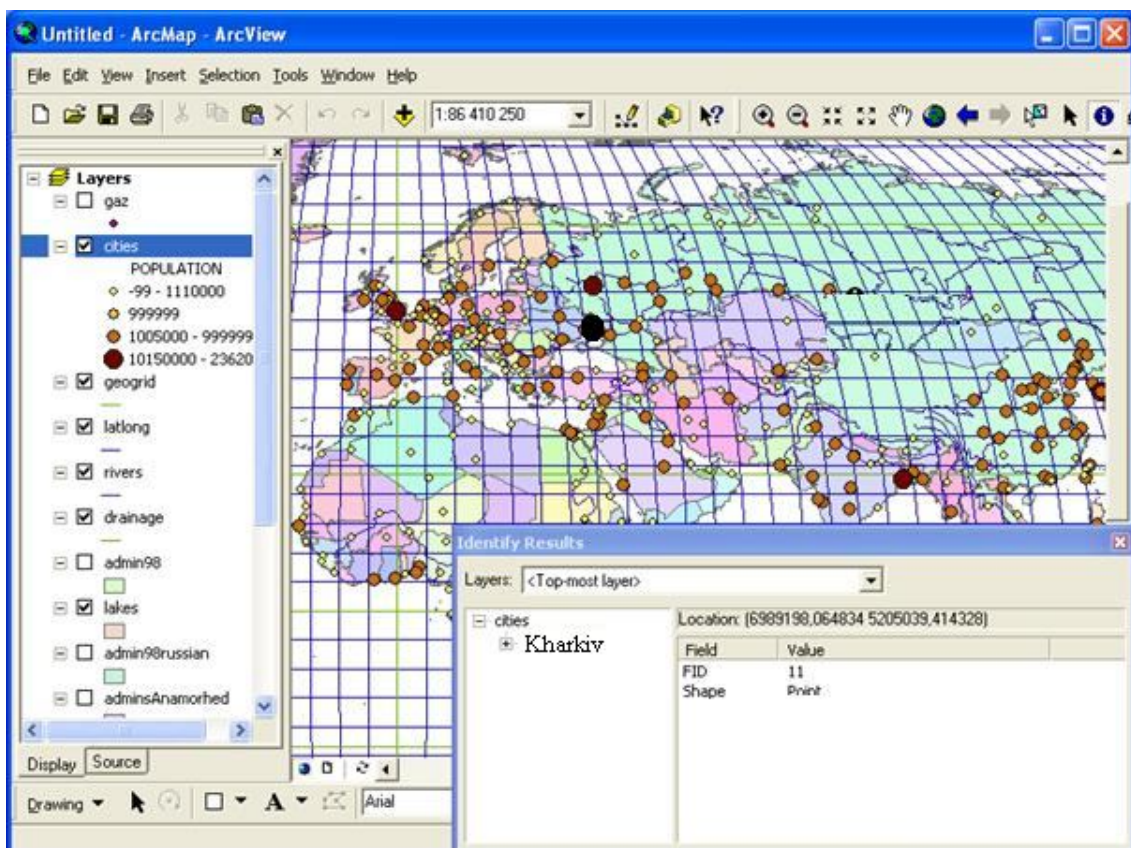 Untitled - ArcMap - ArcView
File Edit View Insert Selection Tools Window Help
1:86 410 250
Layers
gaz
cities
POPULATION
-99 - 1110000
999999
1005000 - 999999
10150000 - 23620
geogrid
latlong
rivers
drainage
admin98
lakes
admin98russian
adminsAnamorhed
Display Source
Drawing A Arial
Identify Results
Layers: <Top-most layer>
cities
Kharkiv
Location: (6989198,064834 5205039,414328)
Field Value
FID 11
Shape Point